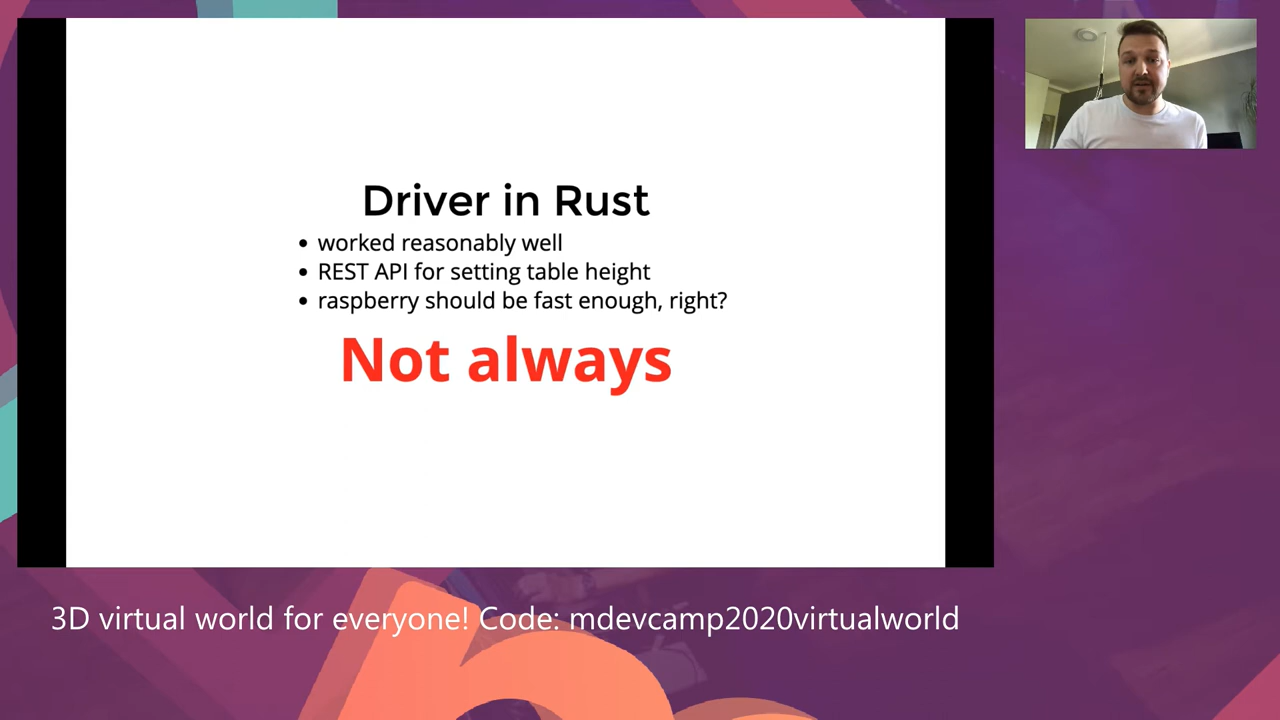 Driver in Rust
• worked reasonably well
• REST API for setting table height
• raspberry should be fast enough, right?
Not always
3D virtual world for everyone! Code: mdevcamp2020virtualworld